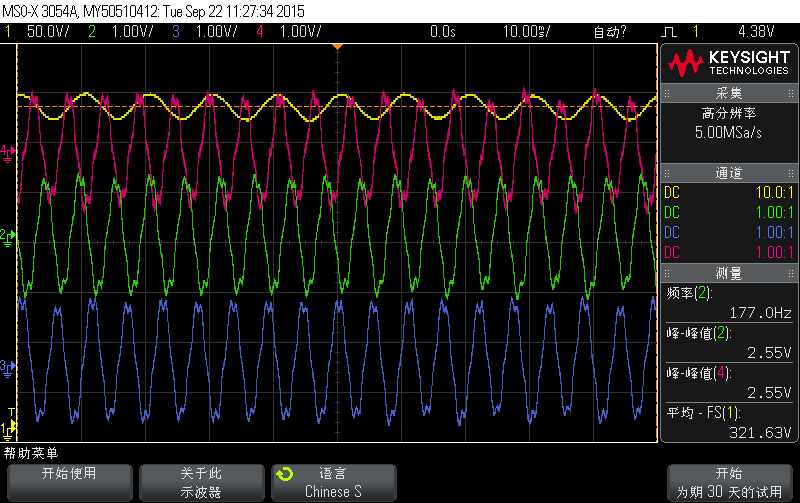 MSO-X 3054A, MY50510412: Tue Sep 22 11:27:34 2015
1 50.0V/ 2 1.00V/ 3 1.00V/ 4 1.00V/ 0.0s 10.00㎳/ 自动? 1 4.38V
KEYSIGHT
TECHNOLOGIES
采集
高分辨率
5.00MSa/s
通道
DC 10.0:1
DC 1.00:1
DC 1.00:1
DC 1.00:1
测量
频率(2):
177.0Hz
峰-峰值(2):
2.55V
峰-峰值(4):
2.55V
平均 - FS(1):
321.63V
4
2
3
T
1
帮助菜单
开始使用
关于此
示波器
语言
Chinese S
开始
为期 30 天的试用